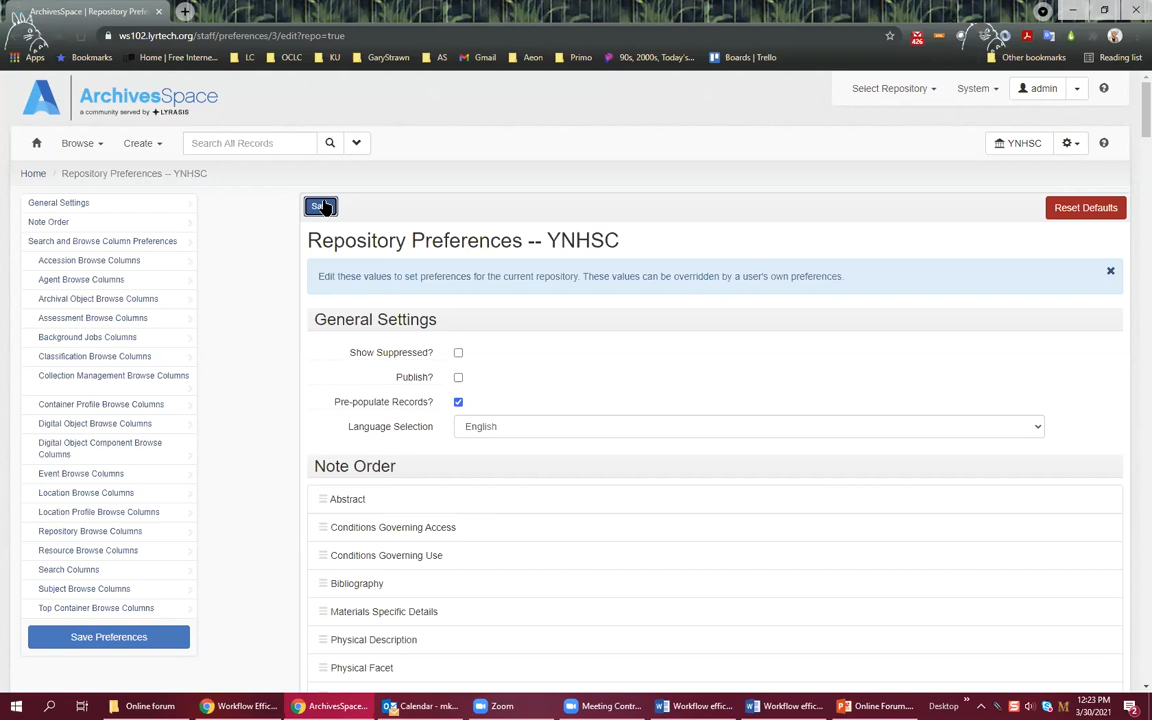 ArchivesSpace | Repository Pref
ws102.lyrtech.org/staff/preferences/3/edit?repo=true
426
Apps
Bookmarks
Home | Free Interne...
LC
OCLC
KU
GaryStrawn
AS
Gmail
Aeon
Primo
90s, 2000s, Today's...
Boards | Trello
Other bookmarks
Reading list
ArchivesSpace
a community served by LYRASIS
Select Repository
System
admin
Browse
Create
Search All Records
YNHSC
Home / Repository Preferences -- YNHSC
General Settings
Note Order
Search and Browse Column Preferences
Accession Browse Columns
Agent Browse Columns
Archival Object Browse Columns
Assessment Browse Columns
Background Jobs Columns
Classification Browse Columns
Collection Management Browse Columns
Container Profile Browse Columns
Digital Object Browse Columns
Digital Object Component Browse
Columns
Event Browse Columns
Location Browse Columns
Location Profile Browse Columns
Repository Browse Columns
Resource Browse Columns
Search Columns
Subject Browse Columns
Top Container Browse Columns
Save Preferences
Reset Defaults
Repository Preferences -- YNHSC
Edit these values to set preferences for the current repository. These values can be overridden by a user's own preferences.
General Settings
Show Suppressed?
Publish?
Pre-populate Records?
Language Selection
English
Note Order
Abstract
Conditions Governing Access
Conditions Governing Use
Bibliography
Materials Specific Details
Physical Description
Physical Facet
Online forum
Workflow Effic...
ArchivesSpace...
Calendar - mk...
Zoom
Meeting Contr...
Workflow effic...
Workflow effic...
Online Forum....
Desktop
12:23 PM
3/30/2021
2